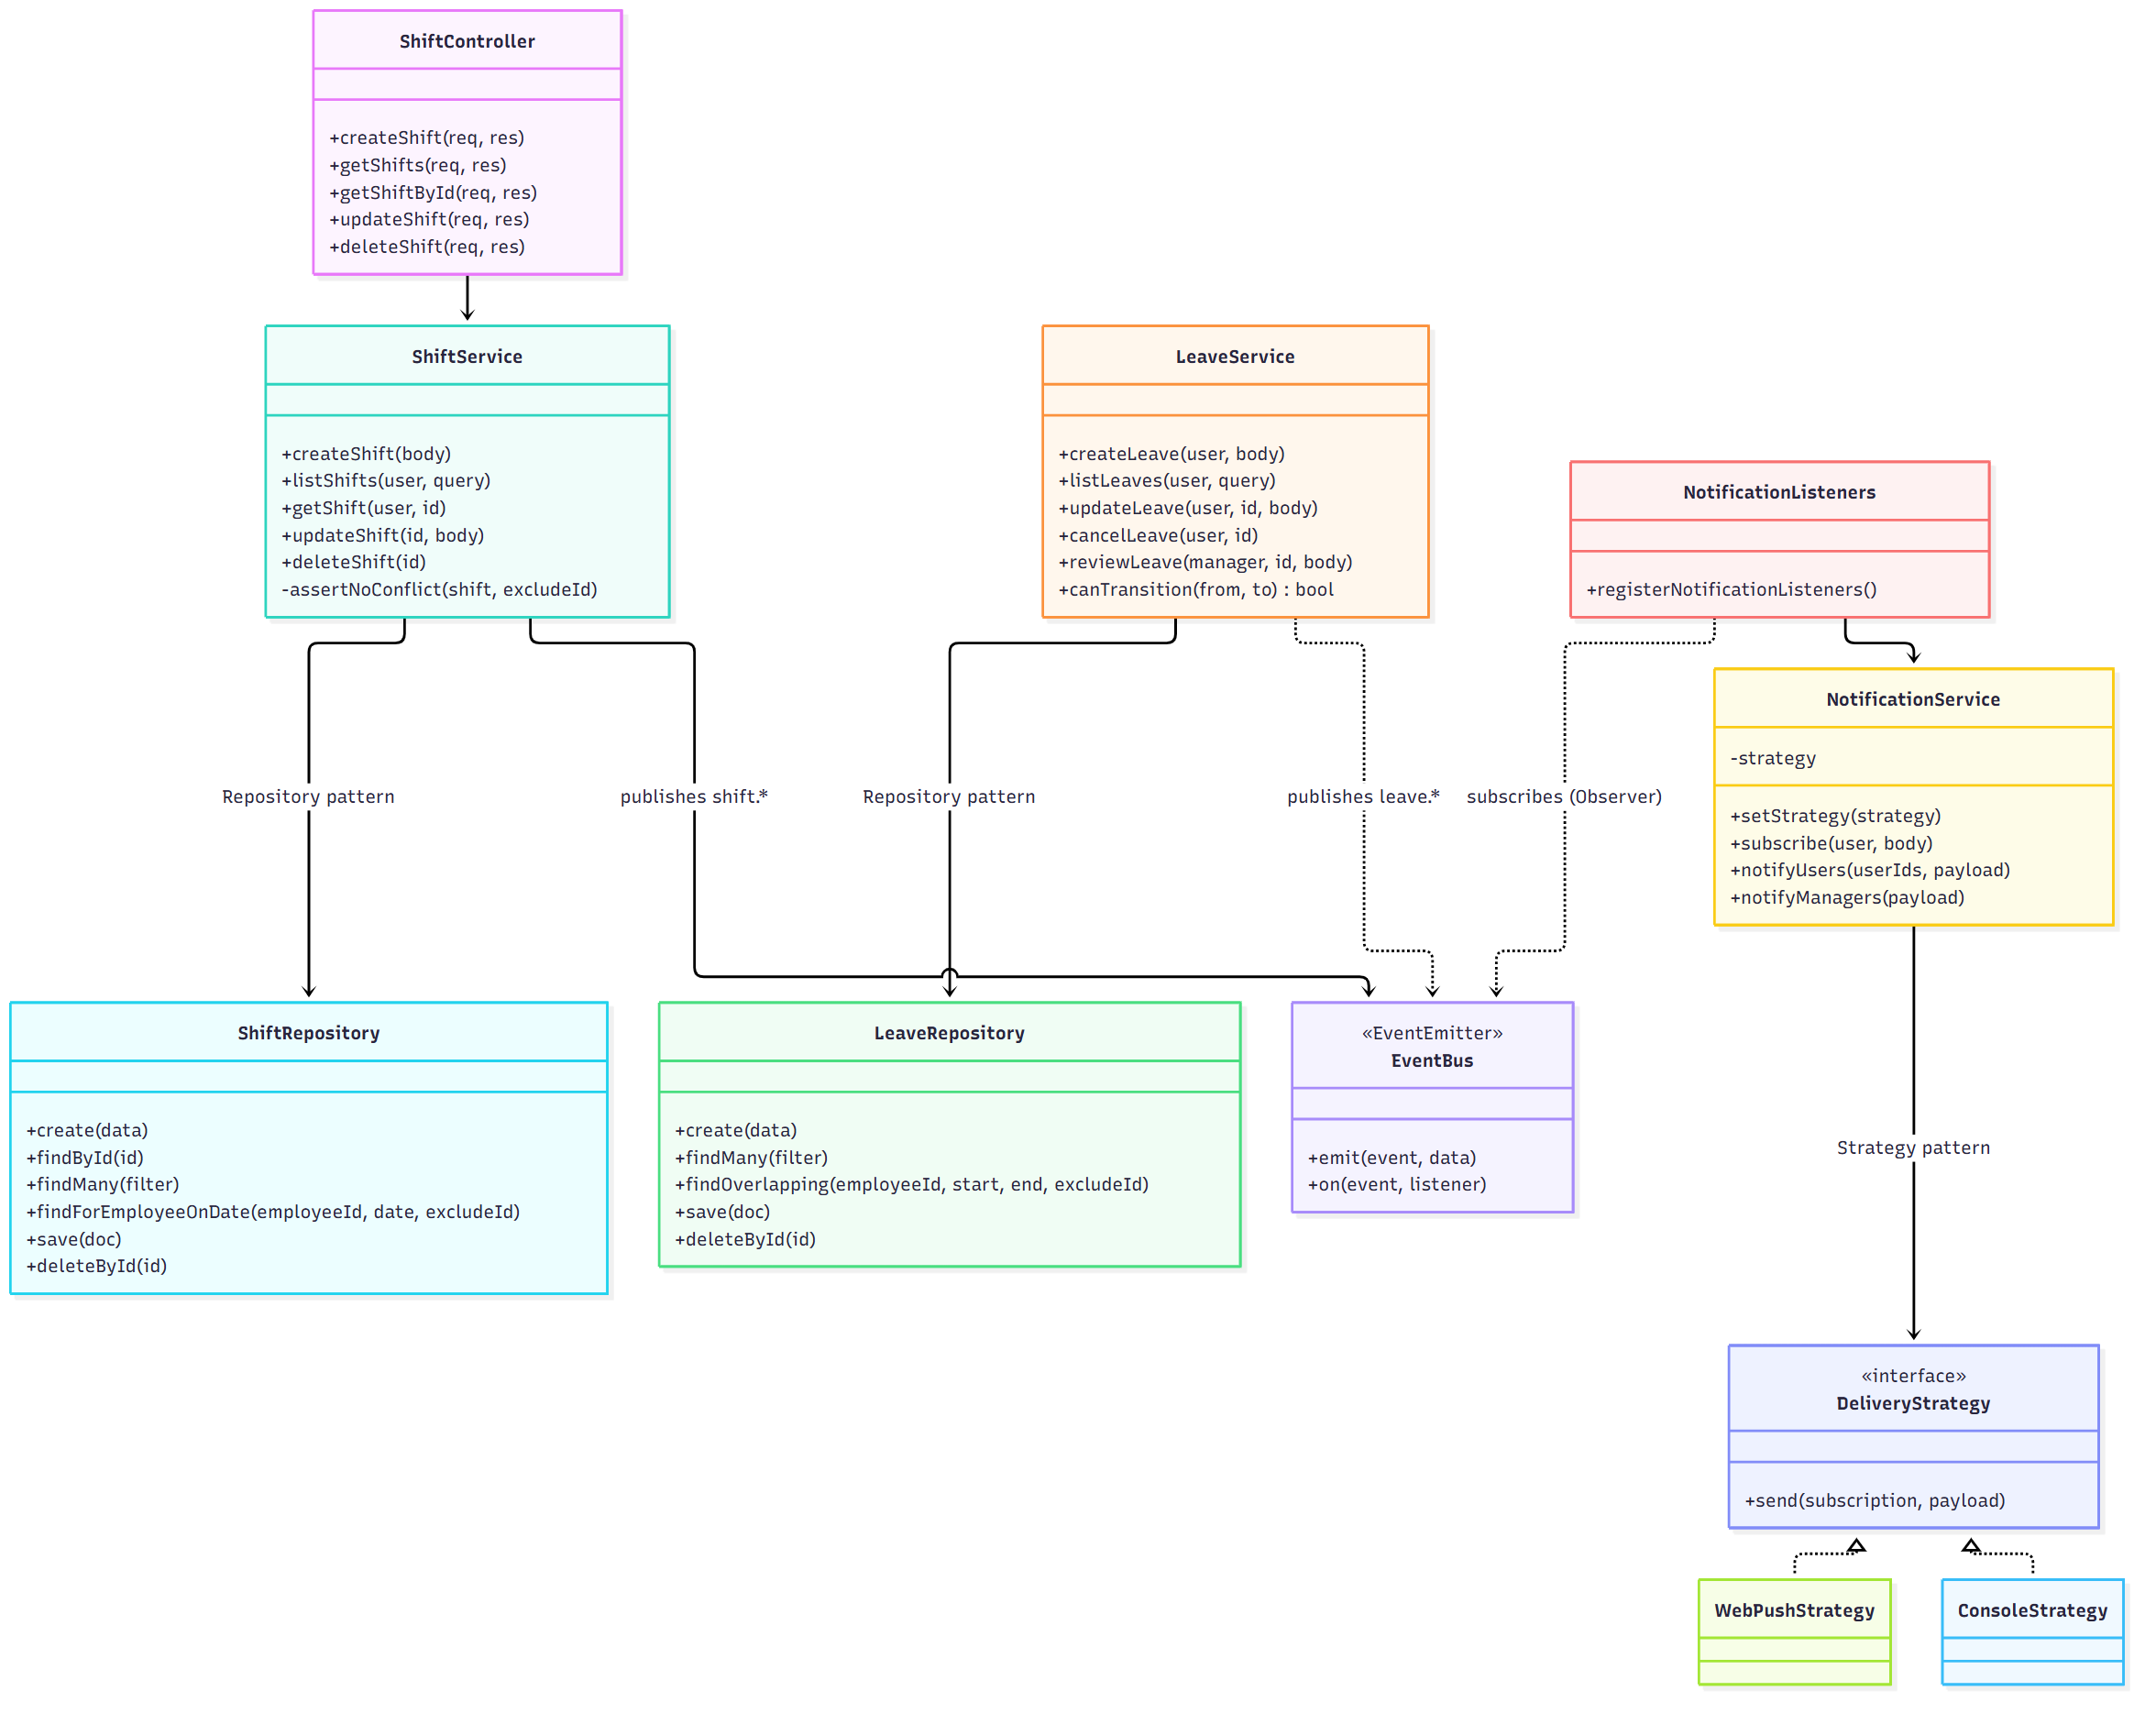 ShiftController
+createShift(req, res)
+getShifts(req, res)
+getShiftById(req, res)
+updateShift(req, res)
+deleteShift(req, res)
ShiftService
+createShift(body)
+listShifts(user, query)
+getShift(user, id)
+updateShift(id, body)
+deleteShift(id)
-assertNoConflict(shift, excludeId)
LeaveService
+createLeave(user, body)
+listLeaves(user, query)
+updateLeave(user, id, body)
+cancelLeave(user, id)
+reviewLeave(manager, id, body)
+canTransition(from, to) : bool
NotificationListeners
+registerNotificationListeners()
NotificationService
-strategy
+setStrategy(strategy)
+subscribe(user, body)
+notifyUsers(userIds, payload)
+notifyManagers(payload)
Repository pattern
publishes shift.*
Repository pattern
publishes leave.*
subscribes (Observer)
ShiftRepository
+create(data)
+findById(id)
+findMany(filter)
+findForEmployeeOnDate(employeeId, date, excludeId)
+save(doc)
+deleteById(id)
LeaveRepository
+create(data)
+findMany(filter)
+findOverlapping(employeeId, start, end, excludeId)
+save(doc)
+deleteById(id)
«EventEmitter»
EventBus
+emit(event, data)
+on(event, listener)
Strategy pattern
«interface»
DeliveryStrategy
+send(subscription, payload)
WebPushStrategy
ConsoleStrategy